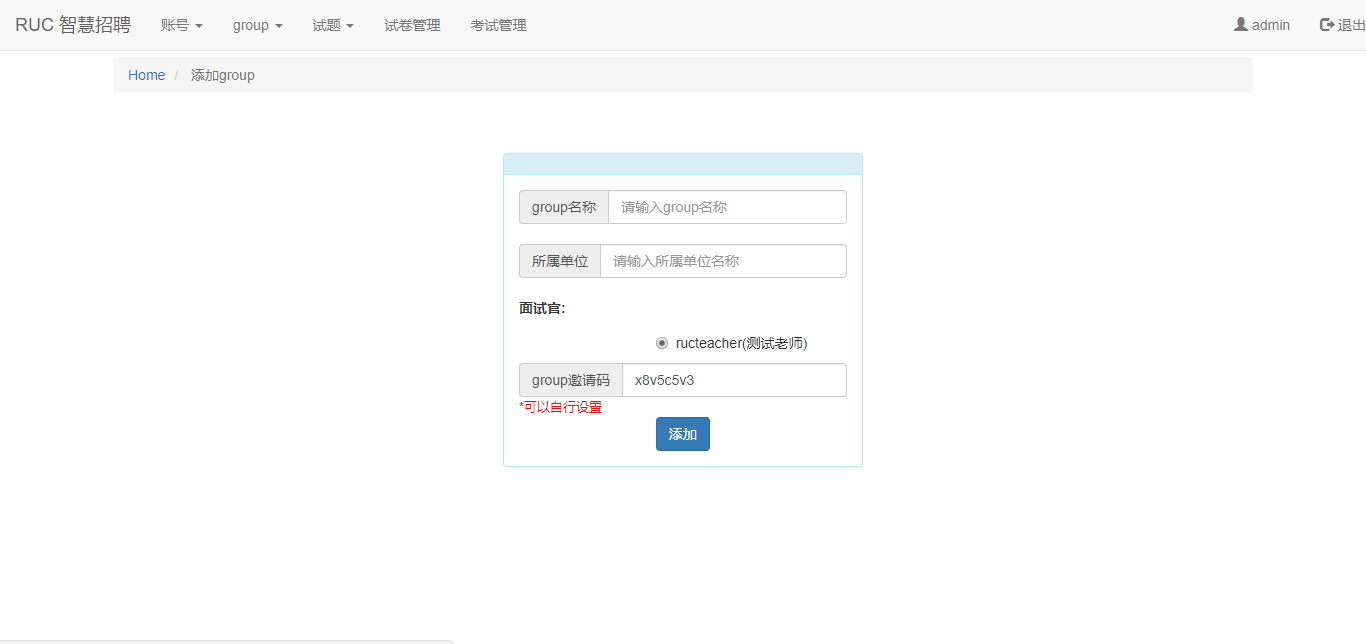 RUC 智慧招聘 账号 group 试题 试卷管理 考试管理 admin 退出
Home / 添加group
group名称 请输入group名称
所属单位 请输入所属单位名称
面试官:
ructeacher(测试老师)
group邀请码 x8v5c5v3
*可以自行设置
添加